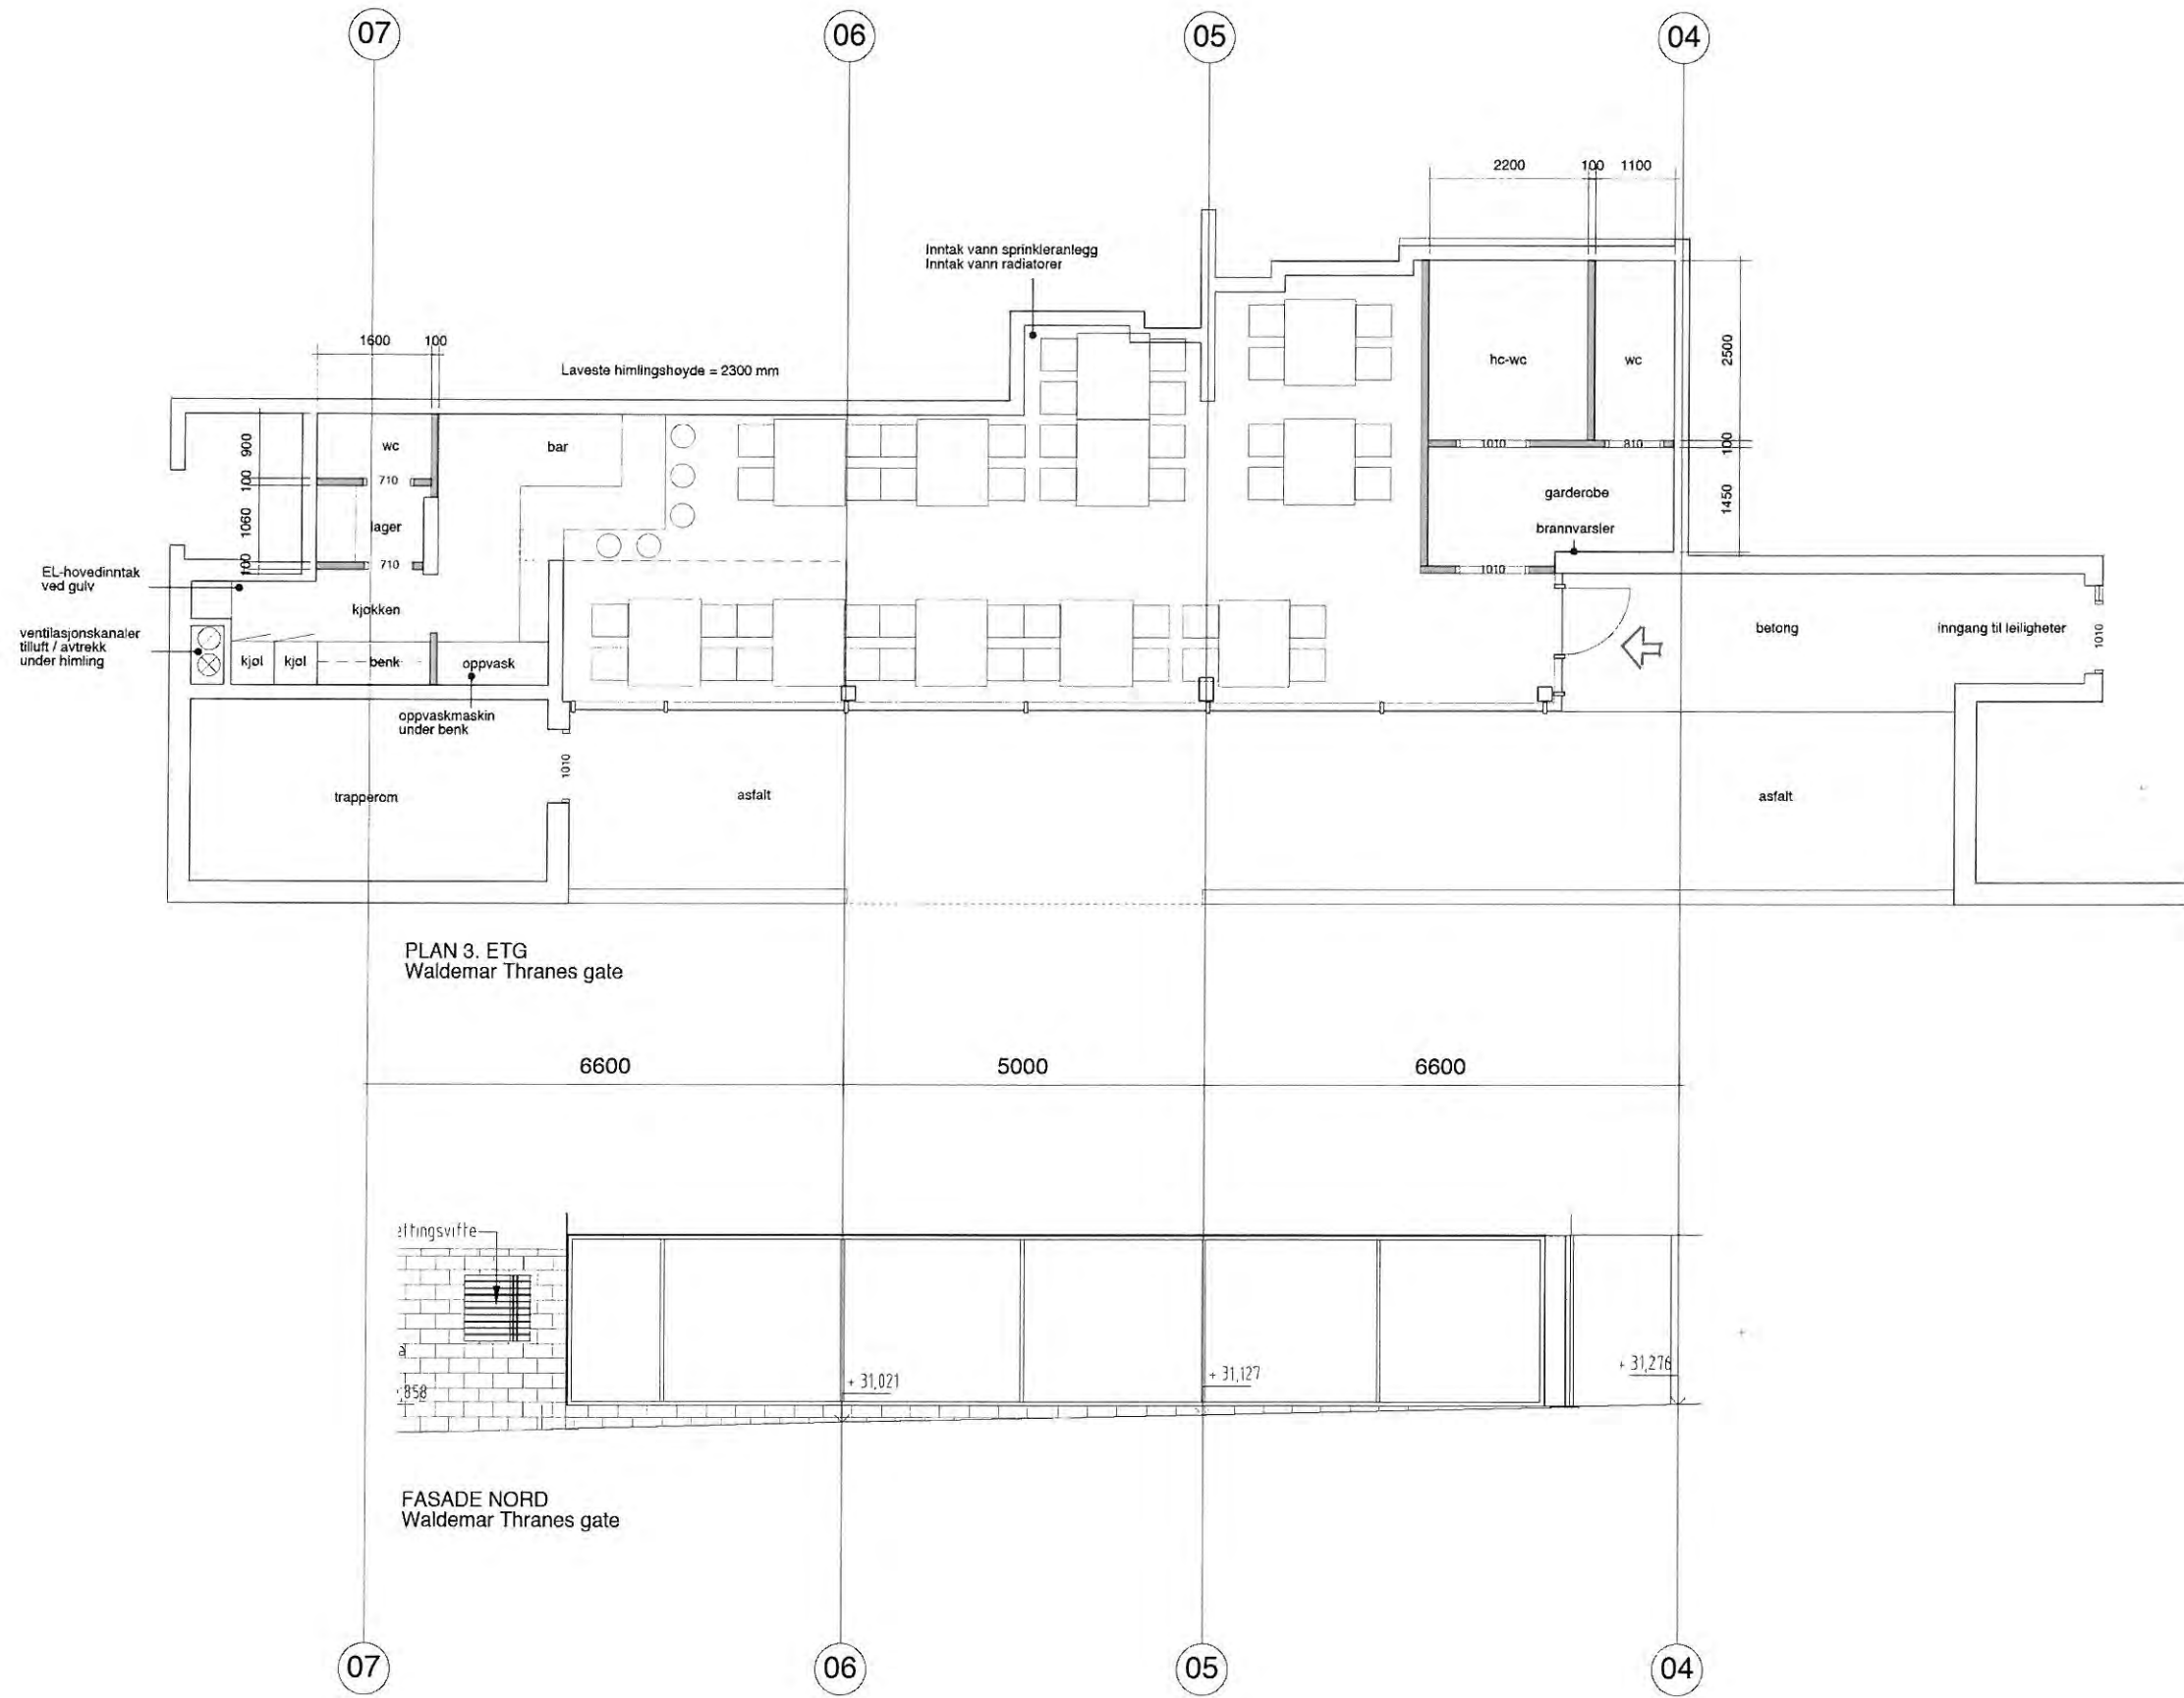 07
06
05
04
2200
100
1100
Inntak vann sprinkleranlegg
Inntak vann radiatorer
1600
100
Laveste himlingshøyde = 2300 mm
hc-wc
wc
2500
wc
bar
900
100
710
1010
810
100
garderobe
1450
lager
1060
brannvarsler
100
710
1010
EL-hovedinntak
ved gulv
kjøkken
ventilasjonskanaler
tilluft / avtrekk
under himling
betong
inngang til leiligheter
1010
kjøl
kjøl
benk
oppvask
oppvaskmaskin
under benk
1010
trapperom
asfalt
asfalt
PLAN 3. ETG
Waldemar Thranes gate
6600
5000
6600
ettingsvifte
+ 31,021
+ 31,127
+ 31,276
858
FASADE NORD
Waldemar Thranes gate
07
06
05
04